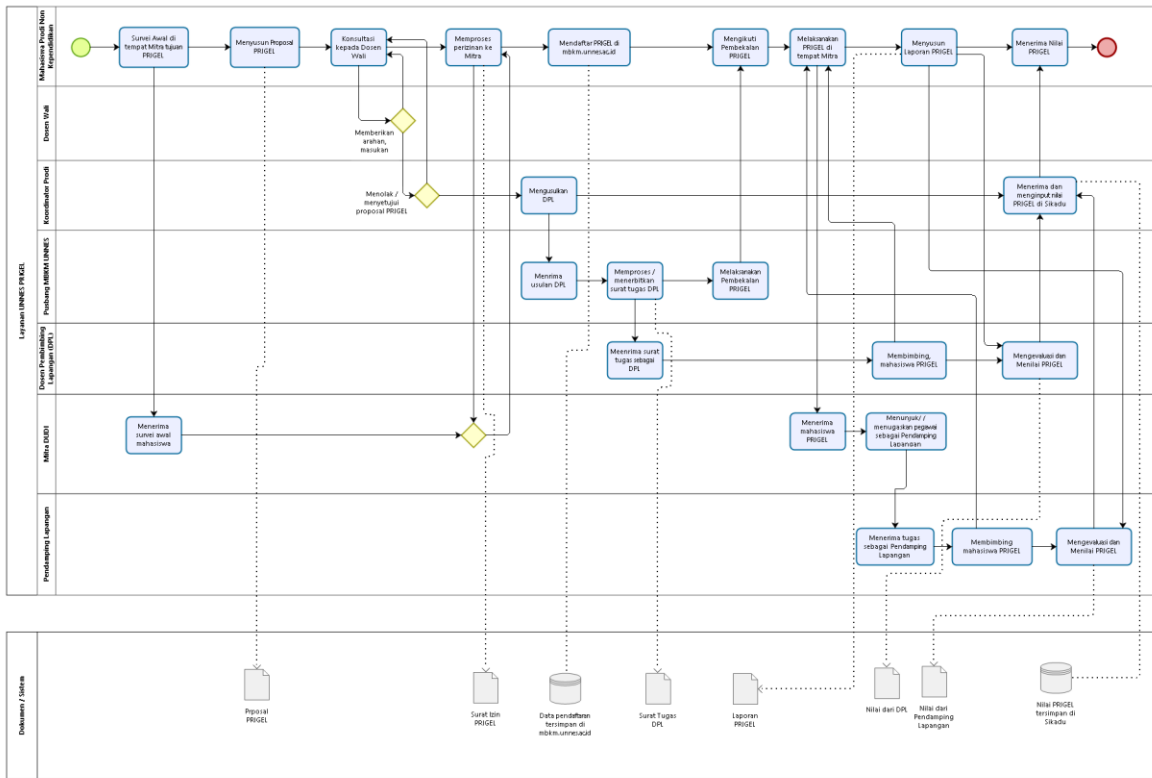 Layanan UNNES PRIGEL
Mahasiswa Prodi Non
Kependidikan
Survei Awal di
tempat Mitra tujuan
PRIGEL
Menyusun Proposal
PRIGEL
Konsultasi
kepada Dosen
Wali
Memproses
perizinan ke
Mitra
Mendaftar PRIGEL di
mbkm.unnes.ac.id
Mengikuti
Pembekalan
PRIGEL
Melaksanakan
PRIGEL di
tempat Mitra
Menyusun
Laporan PRIGEL
Menerima Nilai
PRIGEL
Dosen Wali
Memberikan
arahan,
masukan
Koordinator Prodi
Menolak /
menyetujui
proposal PRIGEL
Mengusulkan
DPL
Menerima dan
menginput nilai
PRIGEL di Sikadu
Pusbang MBKM UNNES
Menrima
usulan DPL
Memproses /
menerbitkan
surat tugas DPL
Melaksanakan
Pembekalan
PRIGEL
Dosen Pembimbing
Lapangan (DPL)
Meenrima surat
tugas sebagai
DPL
Membimbing,
mahasiswa PRIGEL
Mengevaluasi dan
Menilai PRIGEL
Mitra DUDI
Menerima
survei awal
mahasiswa
Menerima
mahasiswa
PRIGEL
Menunjuk/ /
menugaskan pegawai
sebagai Pendamping
Lapangan
Pendamping Lapangan
Menerima tugas
sebagai Pendamping
Lapangan
Membimbing
mahasiswa PRIGEL
Mengevaluasi dan
Menilai PRIGEL
Dokumen / Sistem
Prposal
PRIGEL
Surat Izin
PRIGEL
Data pendaftaran
tersimpan di
mbkm.unnesac.id
Surat Tugas
DPL
Laporan
PRIGEL
Nilai dari DPL
Nilai dari
Pendamping
Lapangan
Nilai PRIGEL
tersimpan di
Sikadu